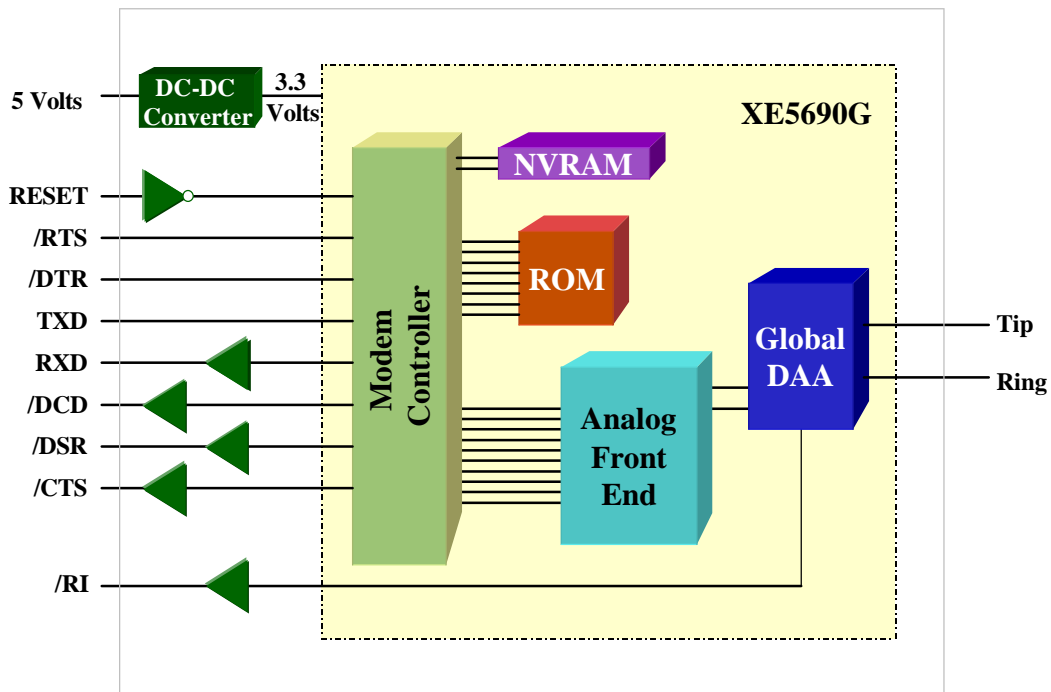 5 Volts
DC-DC
Converter
3.3
Volts
XE5690G
NVRAM
RESET
/RTS
/DTR
TXD
RXD
/DCD
/DSR
/CTS
/RI
Modem
Controller
ROM
Analog
Front
End
Global
DAA
Tip
Ring